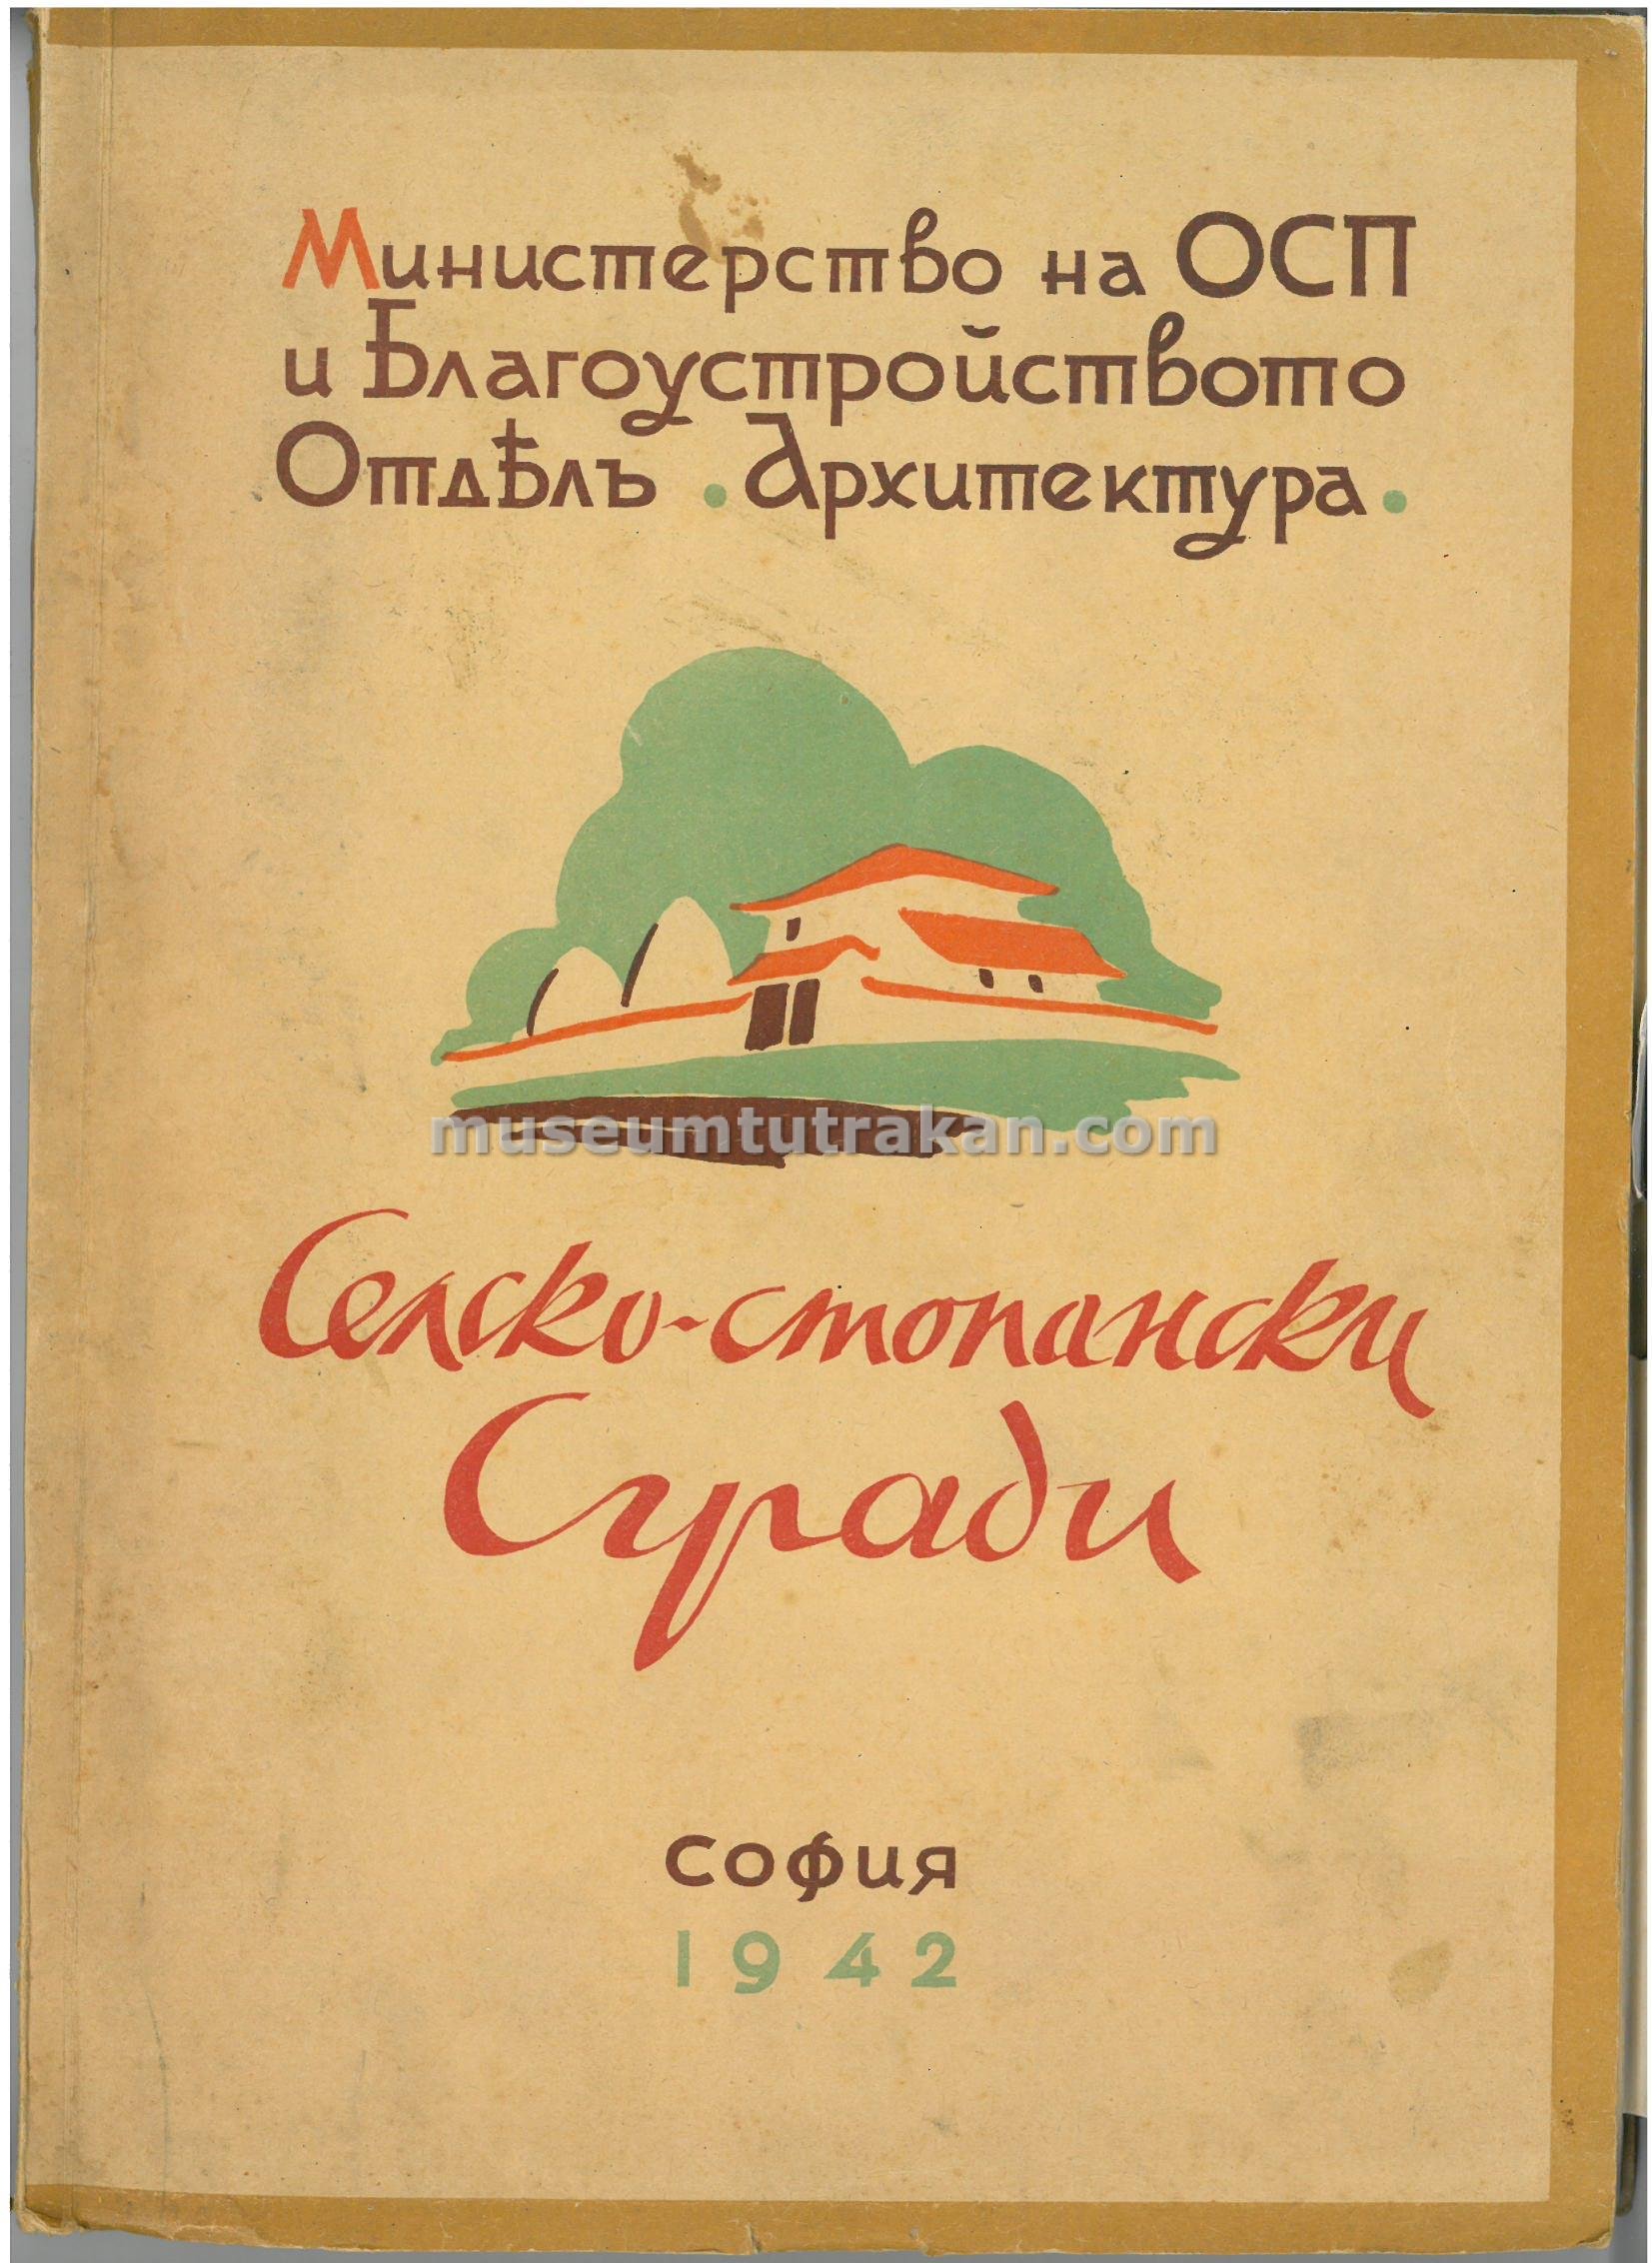 Министерство на ОСП
и Благоустройството
Отдѣлъ · Архитектура ·
museumtutrakan.com
Селско-стопански
Сгради
София
1942